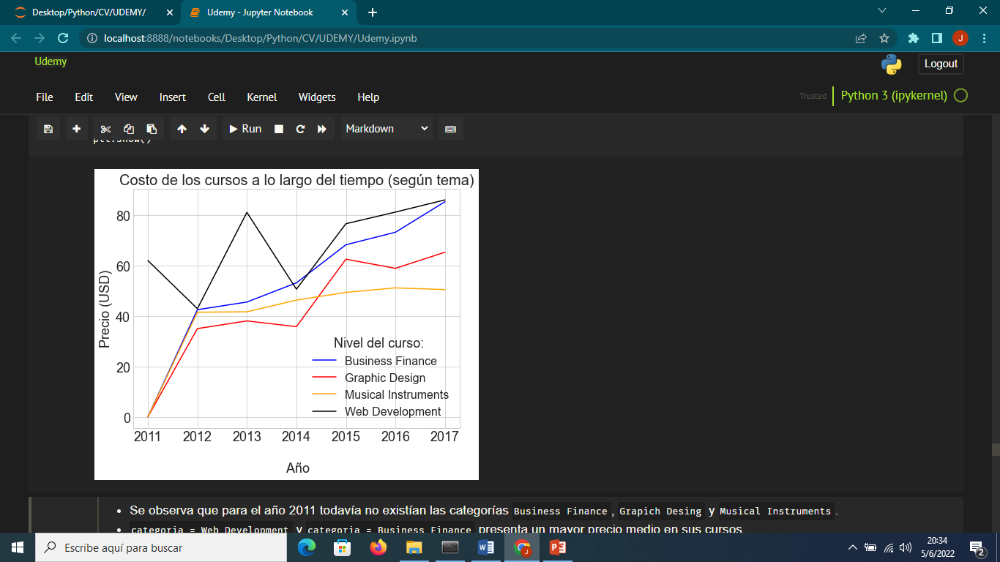 Desktop/Python/CV/UDEMY/
Udemy - Jupyter Notebook
localhost:8888/notebooks/Desktop/Python/CV/UDEMY/Udemy.ipynb
J
Udemy
Logout
File Edit View Insert Cell Kernel Widgets Help
Trusted Python 3 (ipykernel)
Run Markdown
plt.show()
Costo de los cursos a lo largo del tiempo (según tema)
80
60
40
20
0
Precio (USD)
Nivel del curso:
Business Finance
Graphic Design
Musical Instruments
Web Development
2011 2012 2013 2014 2015 2016 2017
Año
• Se observa que para el año 2011 todavía no existían las categorías Business Finance, Grapich Desing y Musical Instruments.
• categoria = Web Development y categoria = Business Finance presenta un mayor precio medio en sus cursos
Escribe aquí para buscar
20:34
5/6/2022
2